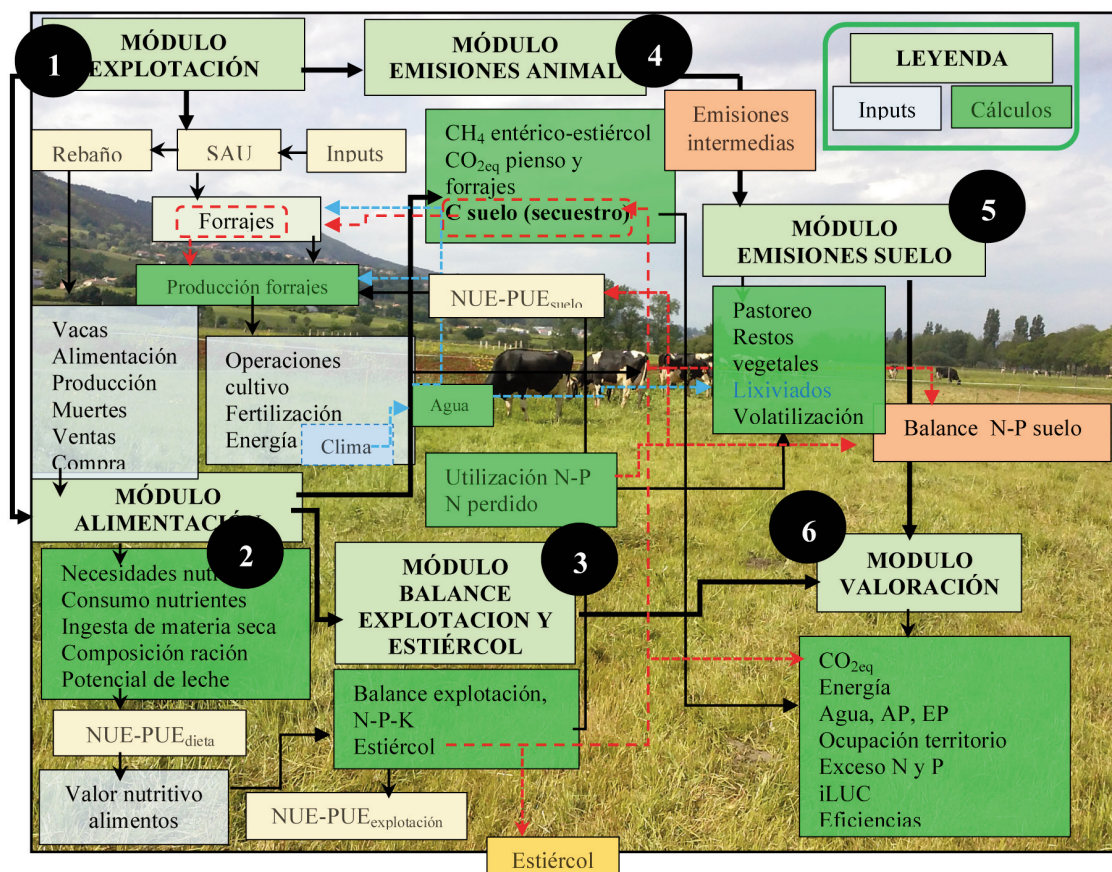 1
MÓDULO
EXPLOTACIÓN
MÓDULO
EMISIONES ANIMAL
4
LEYENDA
Inputs
Cálculos
Rebaño
SAU
Inputs
Forrajes
Producción forrajes
CH4 entérico-estiércol
CO2eq pienso y
forrajes
C suelo (secuestro)
Emisiones
intermedias
5
MÓDULO
EMISIONES SUELO
NUE-PUEsuelo
Vacas
Alimentación
Producción
Muertes
Ventas
Compra
Operaciones
cultivo
Fertilización
Energía
Clima
Agua
Pastoreo
Restos
vegetales
Lixiviados
Volatilización
Balance N-P suelo
Utilización N-P
N perdido
MÓDULO
ALIMENTACIÓN
2
Necesidades
Consumo nutrientes
Ingesta de materia seca
Composición ración
Potencial de leche
NUE-PUEdieta
Valor nutritivo
alimentos
MÓDULO
BALANCE
EXPLOTACION Y
ESTIÉRCOL
3
Balance explotación,
N-P-K
Estiércol
NUE-PUEexplotación
Estiércol
6
MODULO
VALORACIÓN
CO2eq
Energía
Agua, AP, EP
Ocupación territorio
Exceso N y P
iLUC
Eficiencias